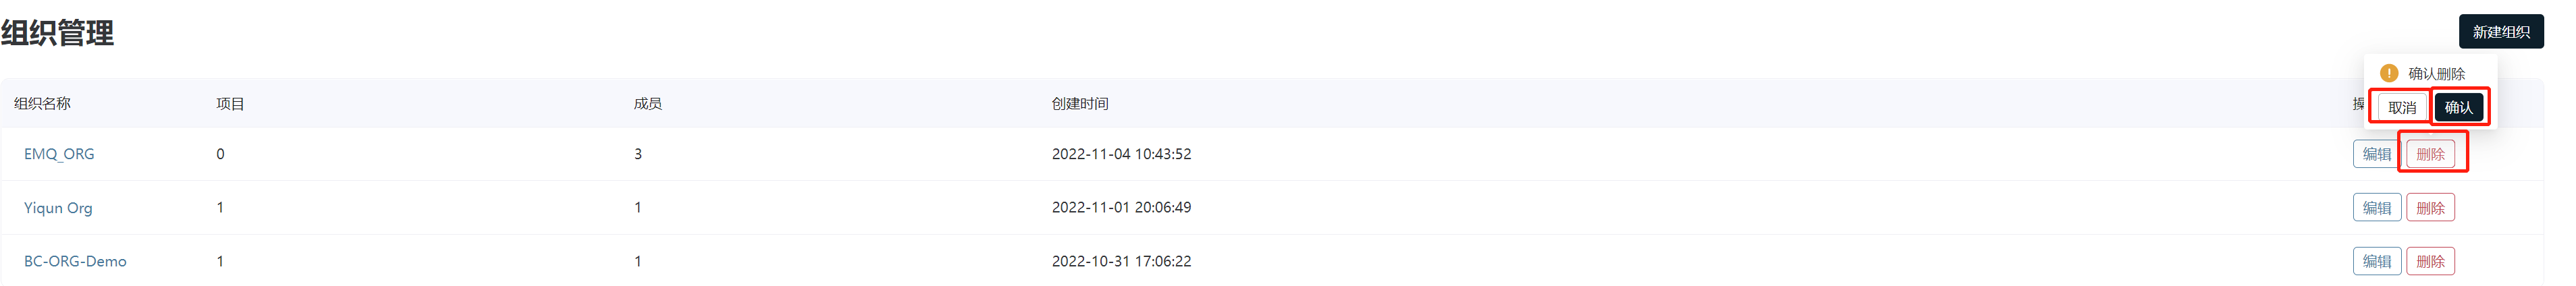 组织管理
新建组织
! 确认删除
取消 确认
组织名称 项目 成员 创建时间 操
EMQ_ORG 0 3 2022-11-04 10:43:52 编辑 删除
Yiqun Org 1 1 2022-11-01 20:06:49 编辑 删除
BC-ORG-Demo 1 1 2022-10-31 17:06:22 编辑 删除